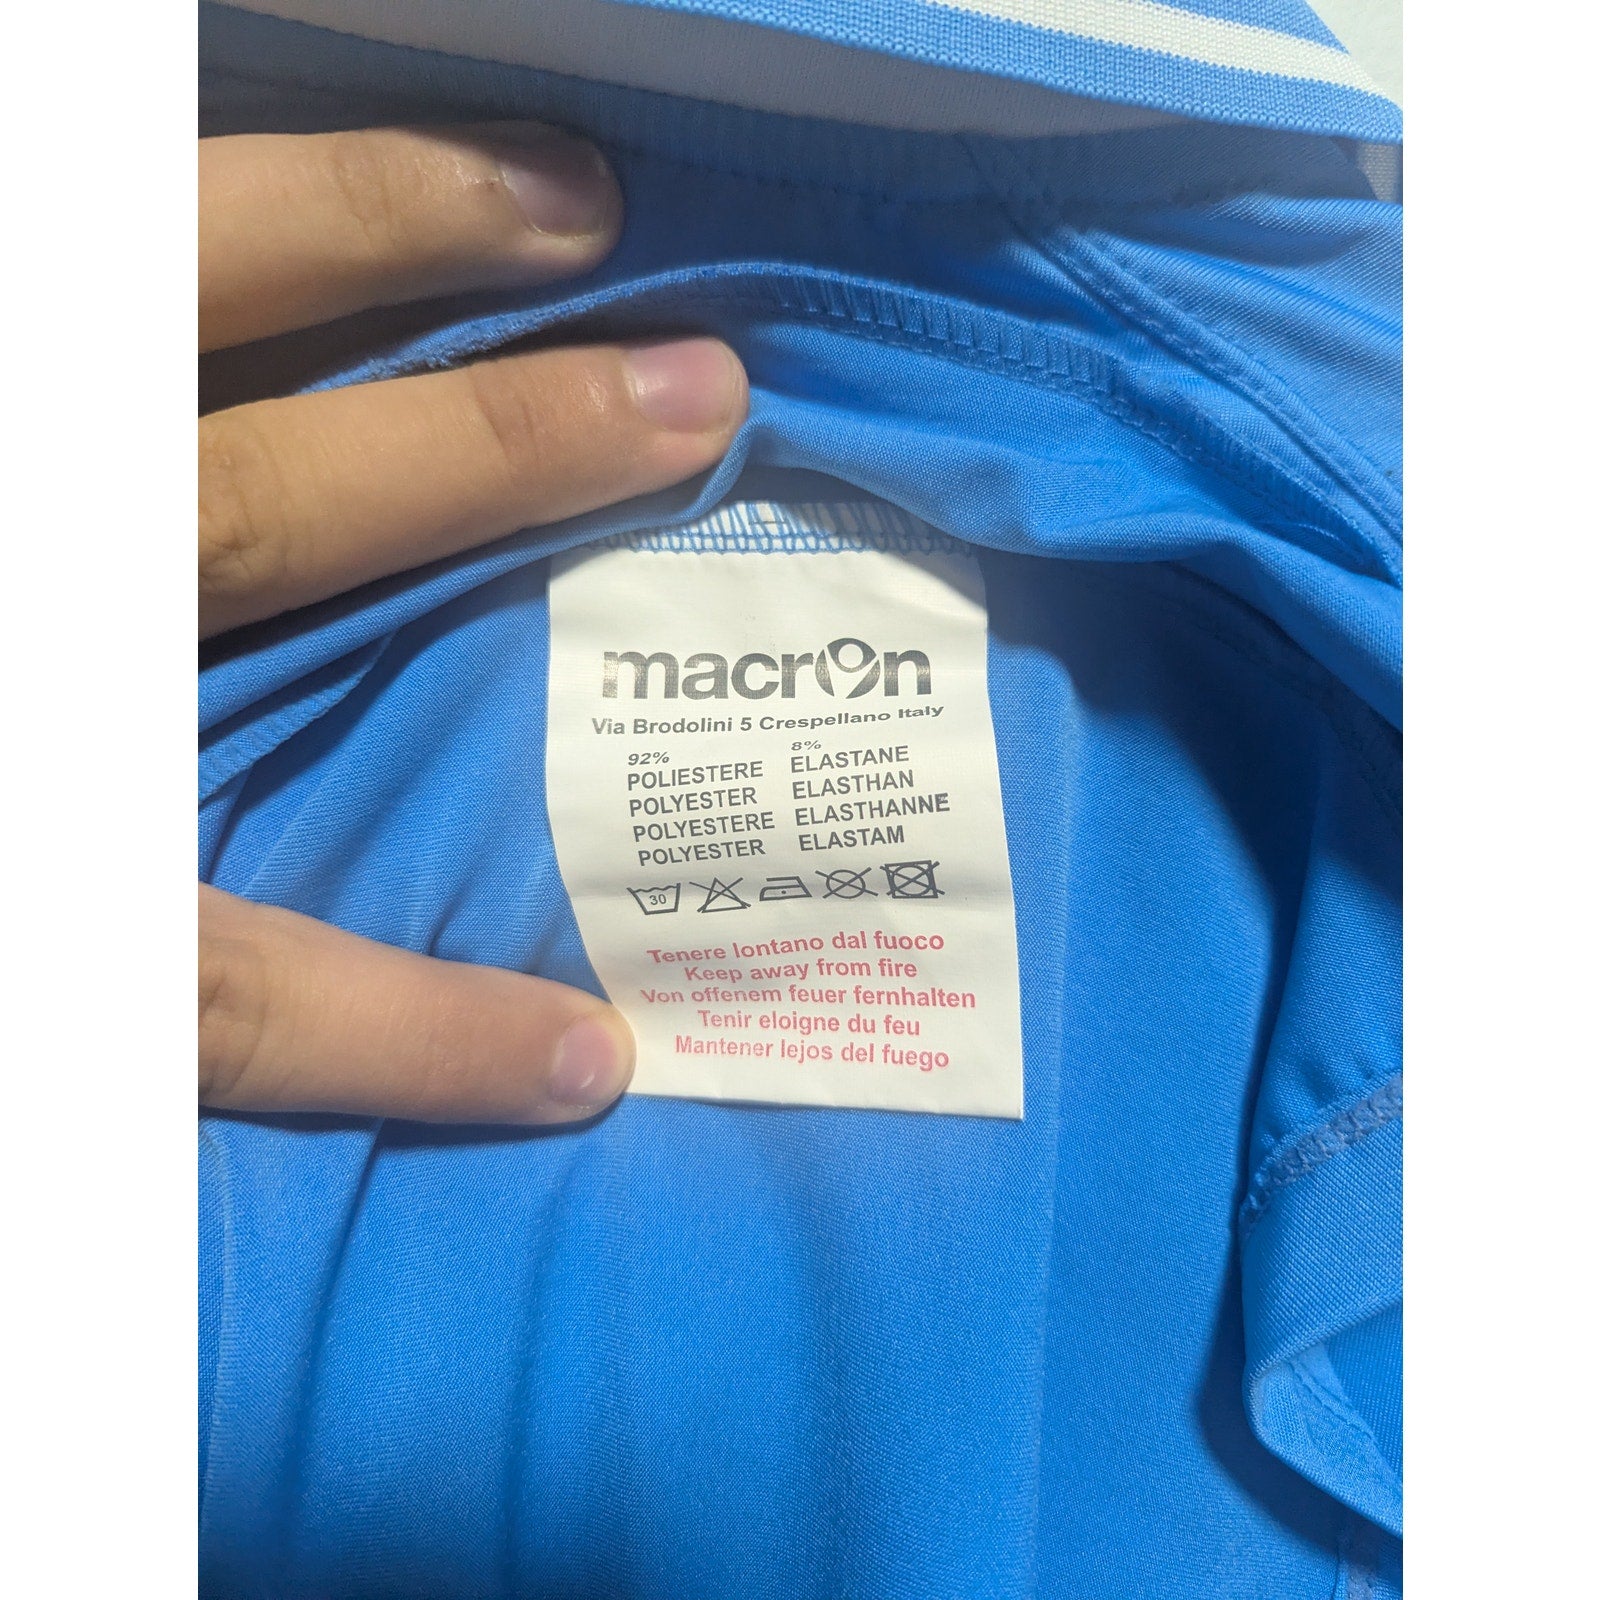 macron
Via Brodolini 5 Crespellano Italy
92% 8%
POLIESTERE ELASTANE
POLYESTER ELASTHAN
POLYESTERE ELASTHANNE
POLYESTER ELASTAM
30
Tenere lontano dal fuoco
Keep away from fire
Von offenem feuer fernhalten
Tenir eloigne du feu
Mantener lejos del fuego